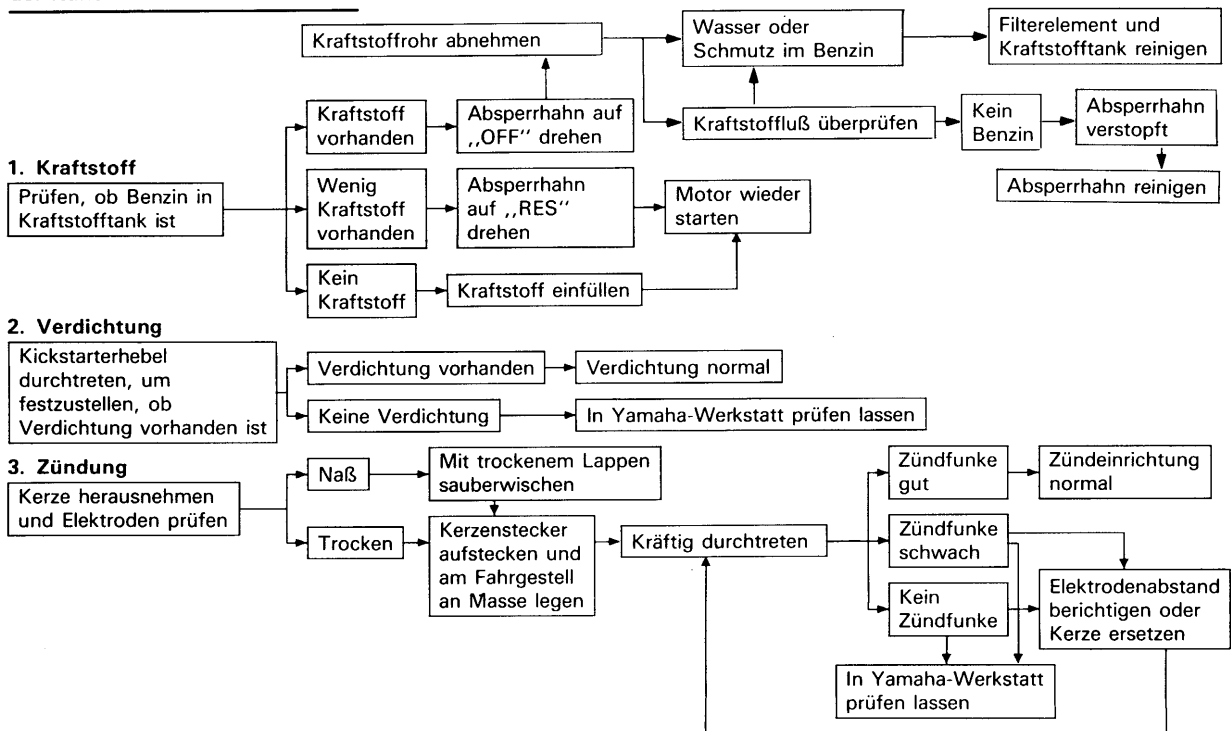 Kraftstoffrohr abnehmen
Wasser oder
Schmutz im Benzin
Filterelement und
Kraftstofftank reinigen
Kraftstoff
vorhanden
Absperrhahn auf
,,OFF'' drehen
Kraftstofffluß überprüfen
Kein
Benzin
Absperrhahn
verstopft
Absperrhahn reinigen
1. Kraftstoff
Prüfen, ob Benzin in
Kraftstofftank ist
Wenig
Kraftstoff
vorhanden
Absperrhahn
auf ,,RES''
drehen
Motor wieder
starten
Kein
Kraftstoff
Kraftstoff einfüllen
2. Verdichtung
Kickstarterhebel
durchtreten, um
festzustellen, ob
Verdichtung vorhanden ist
Verdichtung vorhanden
Verdichtung normal
Keine Verdichtung
In Yamaha-Werkstatt prüfen lassen
3. Zündung
Kerze herausnehmen
und Elektroden prüfen
Naß
Mit trockenem Lappen
sauberwischen
Trocken
Kerzenstecker
aufstecken und
am Fahrgestell
an Masse legen
Kräftig durchtreten
Zündfunke
gut
Zündeinrichtung
normal
Zündfunke
schwach
Kein
Zündfunke
Elektrodenabstand
berichtigen oder
Kerze ersetzen
In Yamaha-Werkstatt
prüfen lassen